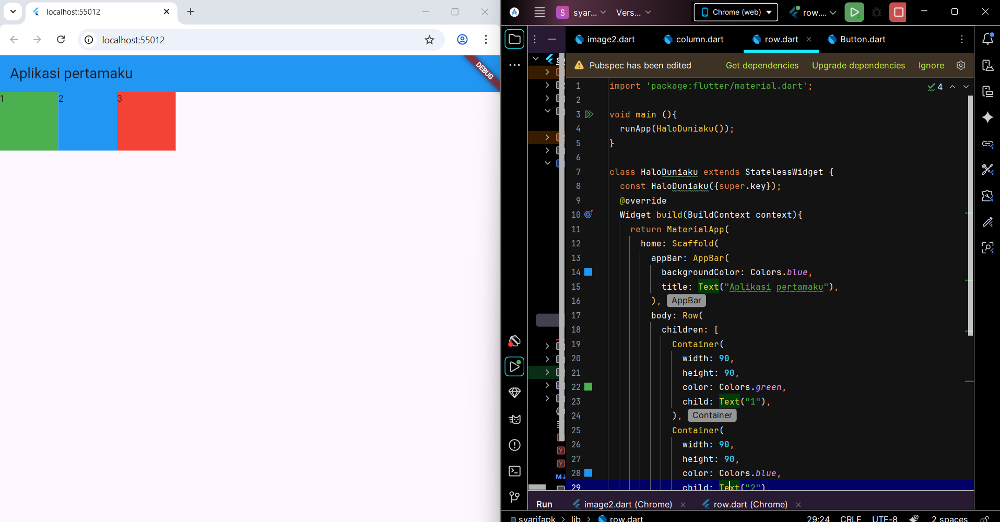 localhost:55012
localhost:55012
Aplikasi pertamaku
DEBUG
1
2
3
S syar... Vers... Chrome (web) row....
image2.dart column.dart row.dart Button.dart
Pubspec has been edited Get dependencies Upgrade dependencies Ignore
4
1 import 'package:flutter/material.dart';
2
3 void main (){
4 runApp(HaloDuniaku());
5 }
6
7 class HaloDuniaku extends StatelessWidget {
8 const HaloDuniaku({super.key});
9 @override
10 Widget build(BuildContext context){
11 return MaterialApp(
12 home: Scaffold(
13 appBar: AppBar(
14 backgroundColor: Colors.blue,
15 title: Text("Aplikasi pertamaku"),
16 ), AppBar
17 body: Row(
18 children: [
19 Container(
20 width: 90,
21 height: 90,
22 color: Colors.green,
23 child: Text("1"),
24 ), Container
25 Container(
26 width: 90,
27 height: 90,
28 color: Colors.blue,
29 child: Text("2"),
Y
Y
M↓
Run image2.dart (Chrome) row.dart (Chrome)
syarifapk > lib > row.dart 29:24 CRLF UTF-8 2 spaces